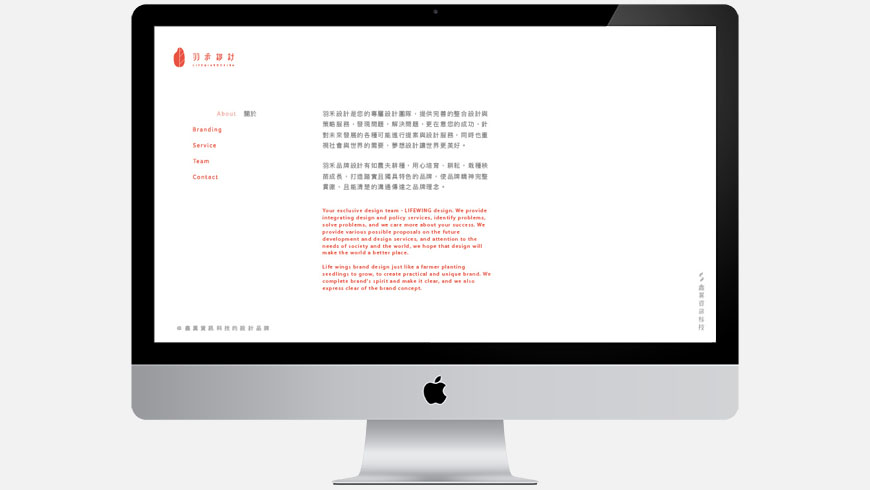 羽禾設計
LIFEWINGDESIGN
About 關於
Branding
Service
Team
Contact
羽禾設計是您的專屬設計團隊，提供完善的整合設計與
策略服務，發現問題、解決問題，更在意您的成功，針
對未來發展的各種可能進行提案與設計服務，同時也重
視社會與世界的需要，夢想設計讓世界更美好。
羽禾品牌設計有如農夫耕種，用心培育、耕耘，栽種秧
苗成長，打造踏實且獨具特色的品牌，使品牌精神完整
貫徹，且能清楚的溝通傳達之品牌理念。
Your exclusive design team - LIFEWING design. We provide
integrating design and policy services, identify problems,
solve problems, and we care more about your success. We
provide various possible proposals on the future
development and design services, and attention to the
needs of society and the world, we hope that design will
make the world a better place.
Life wings brand design just like a farmer planting
seedlings to grow, to create practical and unique brand. We
complete brand's spirit and make it clear, and we also
express clear of the brand concept.